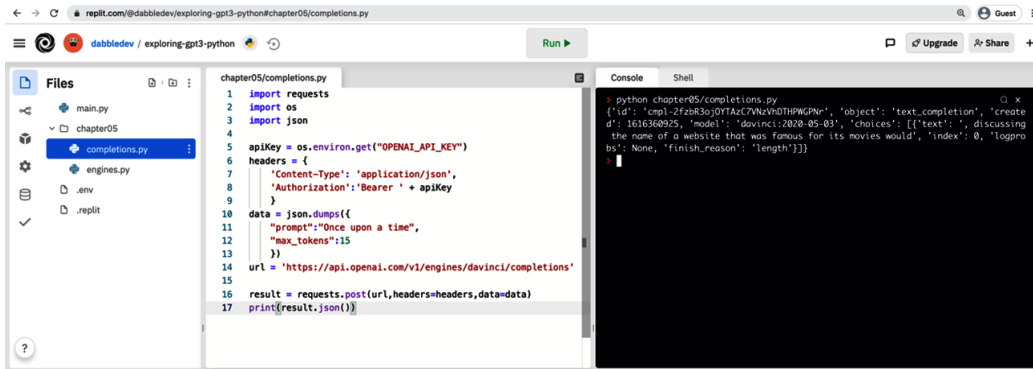 replit.com/@dabbledev/exploring-gpt3-python#chapter05/completions.py
Guest
dabbledev / exploring-gpt3-python
Run
Upgrade
Share
Files
main.py
chapter05
completions.py
engines.py
.env
.replit
?
chapter05/completions.py
1 import requests
2 import os
3 import json
4
5 apiKey = os.environ.get("OPENAI_API_KEY")
6 headers = {
7 'Content-Type': 'application/json',
8 'Authorization':'Bearer ' + apiKey
9 }
10 data = json.dumps({
11 "prompt":"Once upon a time",
12 "max_tokens":15
13 })
14 url = 'https://api.openai.com/v1/engines/davinci/completions'
15
16 result = requests.post(url,headers=headers,data=data)
17 print(result.json())
Console
Shell
> python chapter05/completions.py
{'id': 'cmpl-2fzbR3ojOYTAzC7VNzVhDTHPWGPNr', 'object': 'text_completion', 'create
d': 1616360925, 'model': 'davinci:2020-05-03', 'choices': [{'text': ', discussing
the name of a website that was famous for its movies would', 'index': 0, 'logpro
bs': None, 'finish_reason': 'length'}]}
>